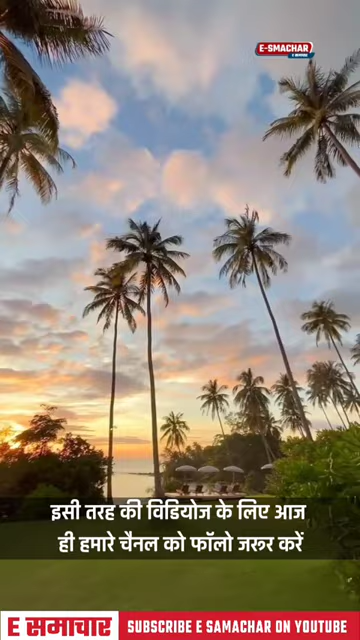 E-SMACHAR
इसी तरह की विडियोज के लिए आज
ही हमारे चैनल को फॉलो जरूर करें
E समाचार SUBSCRIBE E SAMACHAR ON YOUTUBE